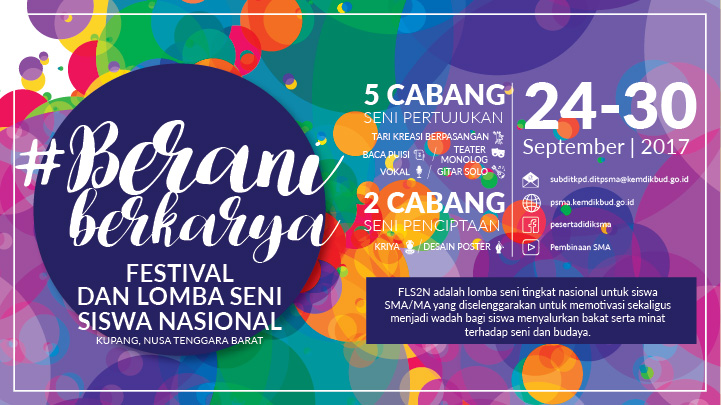 #Berani
berkarya
FESTIVAL
DAN LOMBA SENI
SISWA NASIONAL
KUPANG, NUSA TENGGARA BARAT
5 CABANG
SENI PERTUJUKAN
TARI KREASI BERPASANGAN
BACA PUISI / TEATER MONOLOG
VOKAL / GITAR SOLO
2 CABANG
SENI PENCIPTAAN
KRIYA / DESAIN POSTER
24-30
September | 2017
subditkpd.ditpsma@kemdikbud.go.id
psma.kemdikbud.go.id
pesertadidiksma
Pembinaan SMA
FLS2N adalah lomba seni tingkat nasional untuk siswa
SMA/MA yang diselenggarakan untuk memotivasi sekaligus
menjadi wadah bagi siswa menyalurkan bakat serta minat
terhadap seni dan budaya.